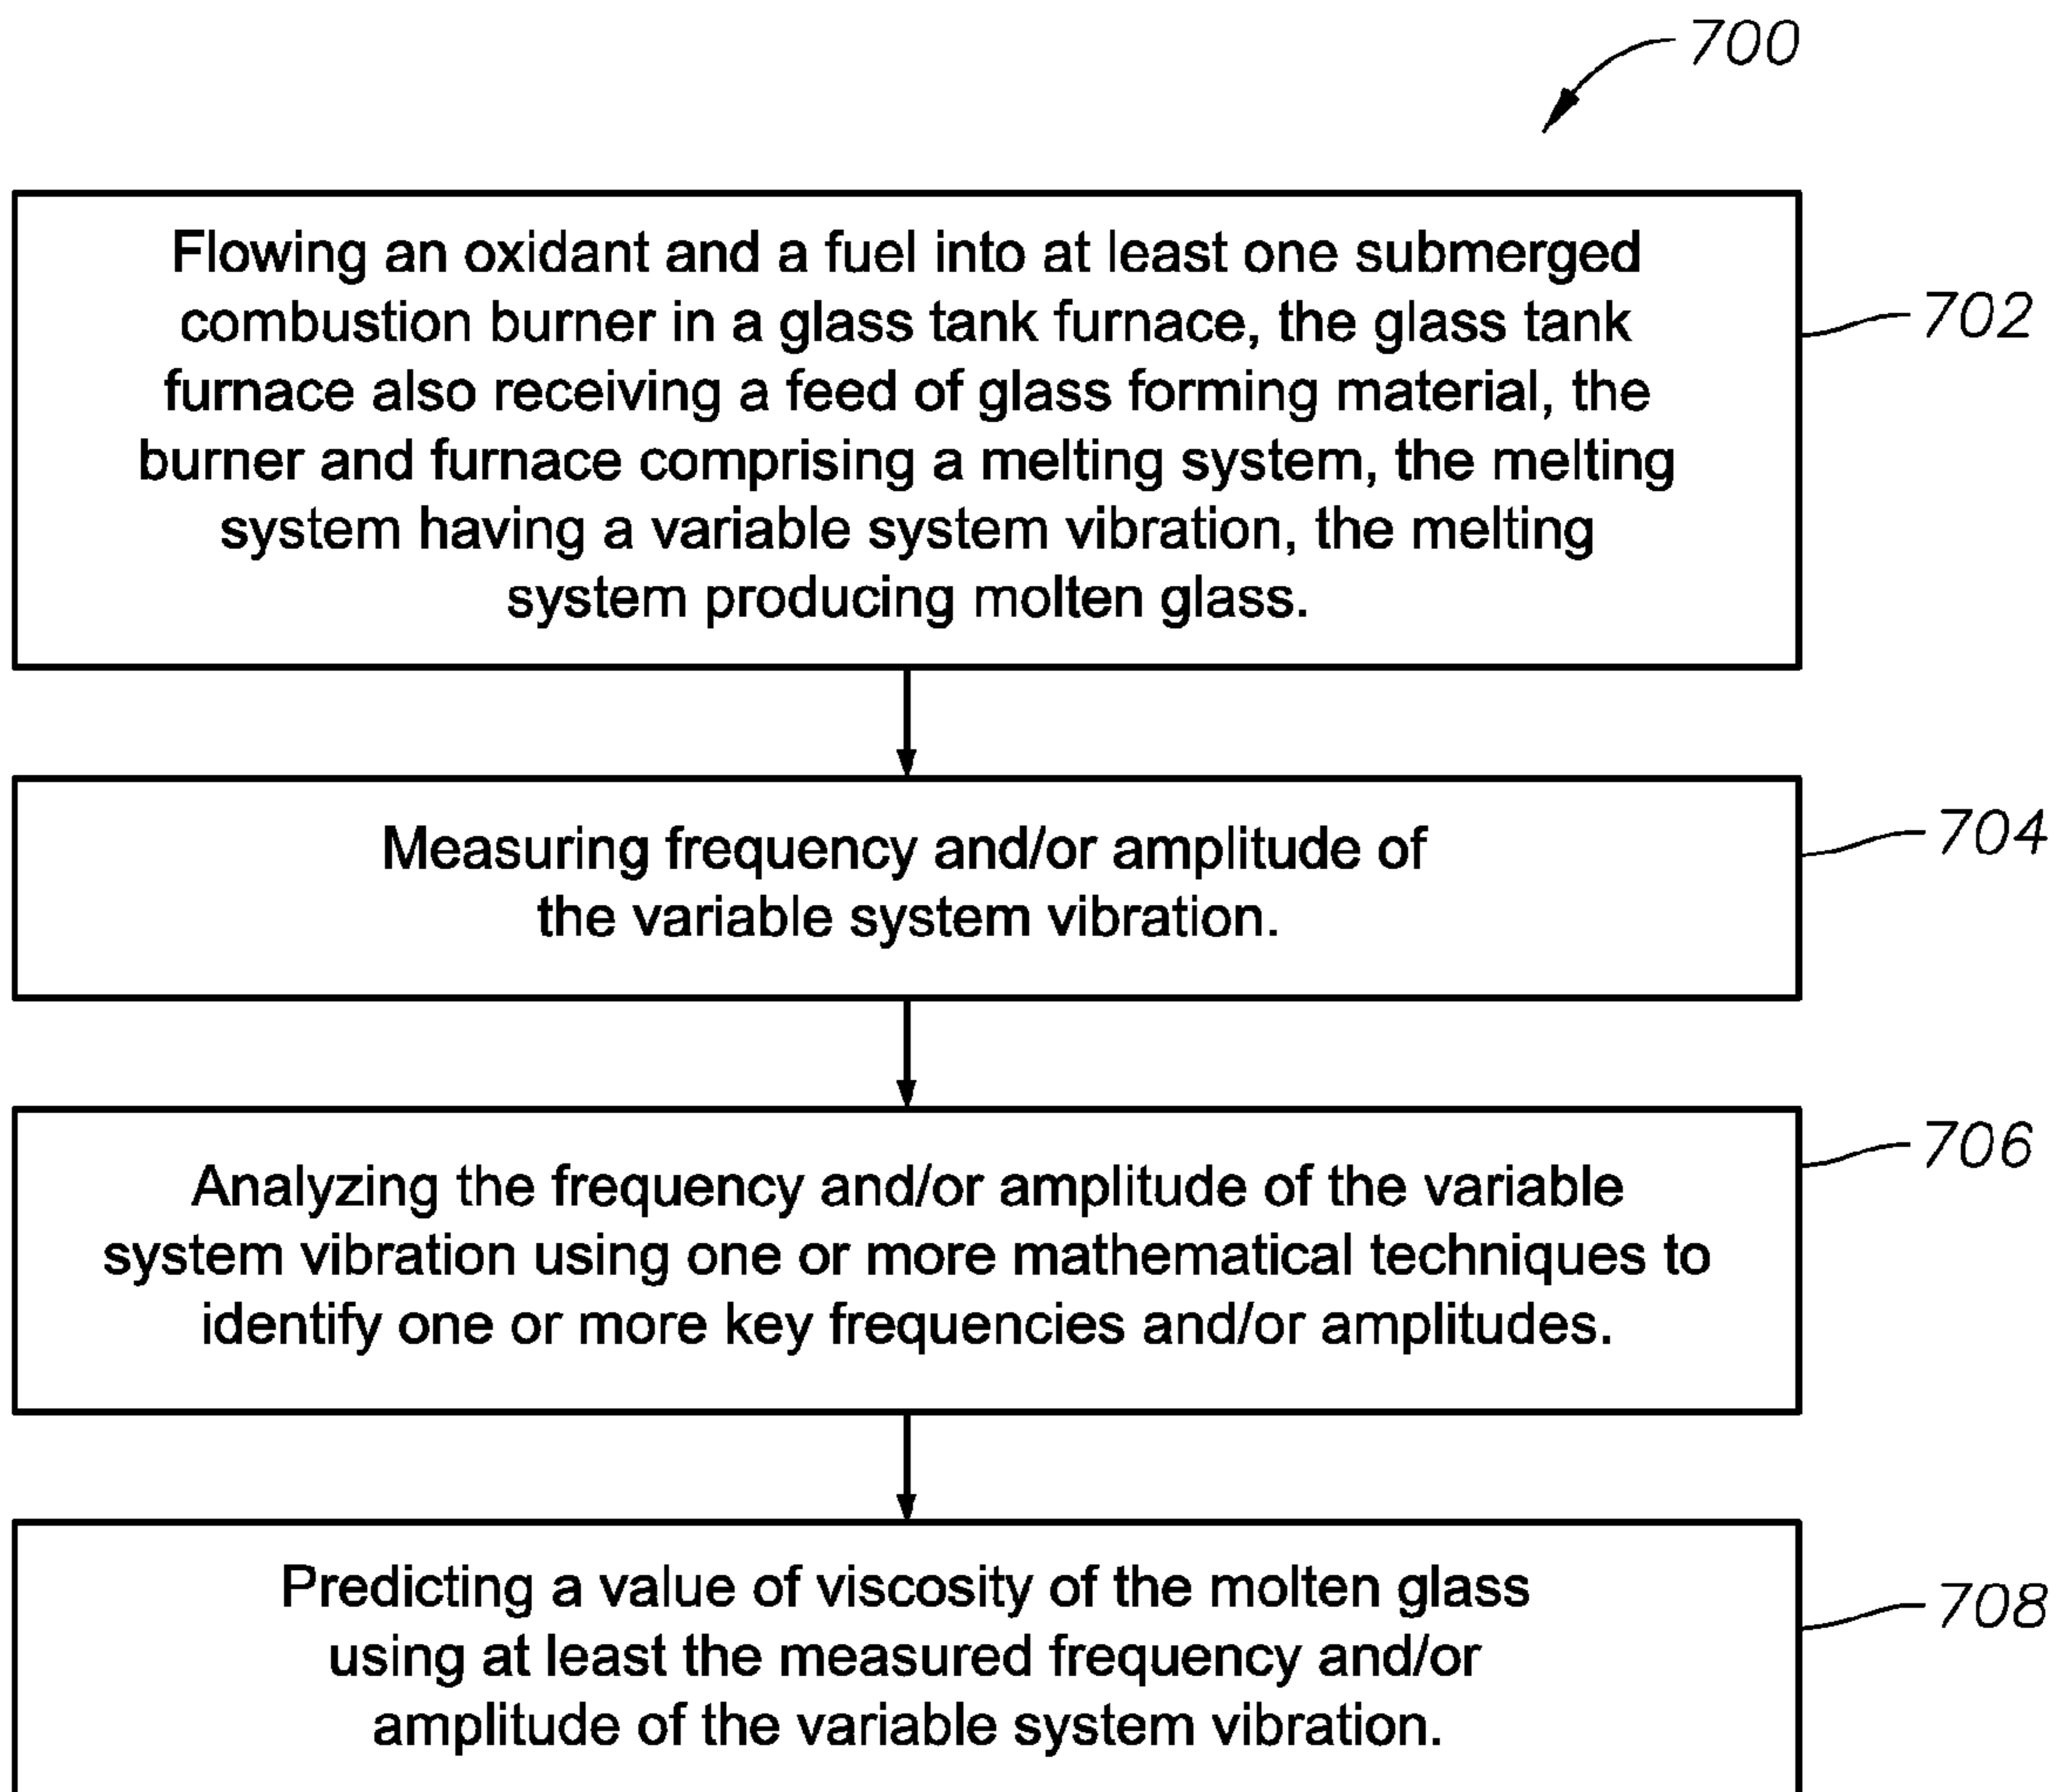 700
Flowing an oxidant and a fuel into at least one submerged
combustion burner in a glass tank furnace, the glass tank
furnace also receiving a feed of glass forming material, the
burner and furnace comprising a melting system, the melting
system having a variable system vibration, the melting
system producing molten glass.
702
Measuring frequency and/or amplitude of
the variable system vibration.
704
Analyzing the frequency and/or amplitude of the variable
system vibration using one or more mathematical techniques to
identify one or more key frequencies and/or amplitudes.
706
Predicting a value of viscosity of the molten glass
using at least the measured frequency and/or
amplitude of the variable system vibration.
708